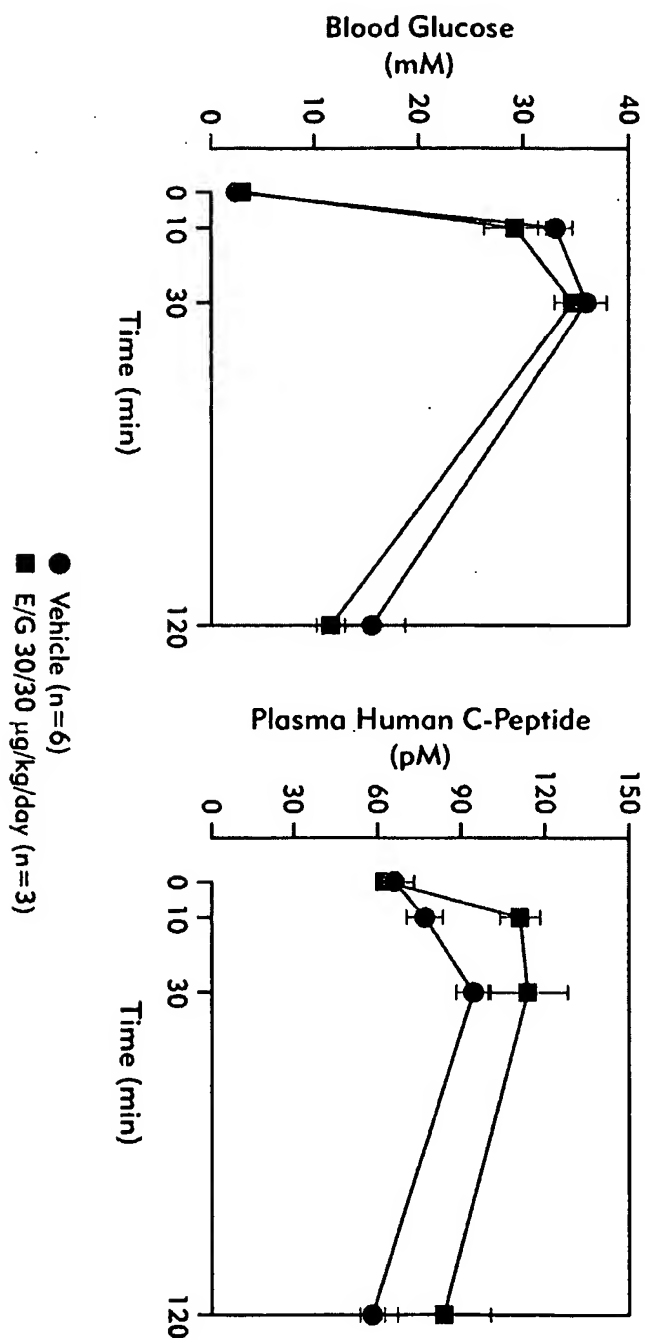 Blood Glucose
(mM)
40
30
20
10
0
0 10 30 120
Time (min)
Plasma Human C-Peptide
(pM)
150
120
90
60
30
0
0 10 30 120
Time (min)
● Vehicle (n=6)
■ E/G 30/30 µg/kg/day (n=3)